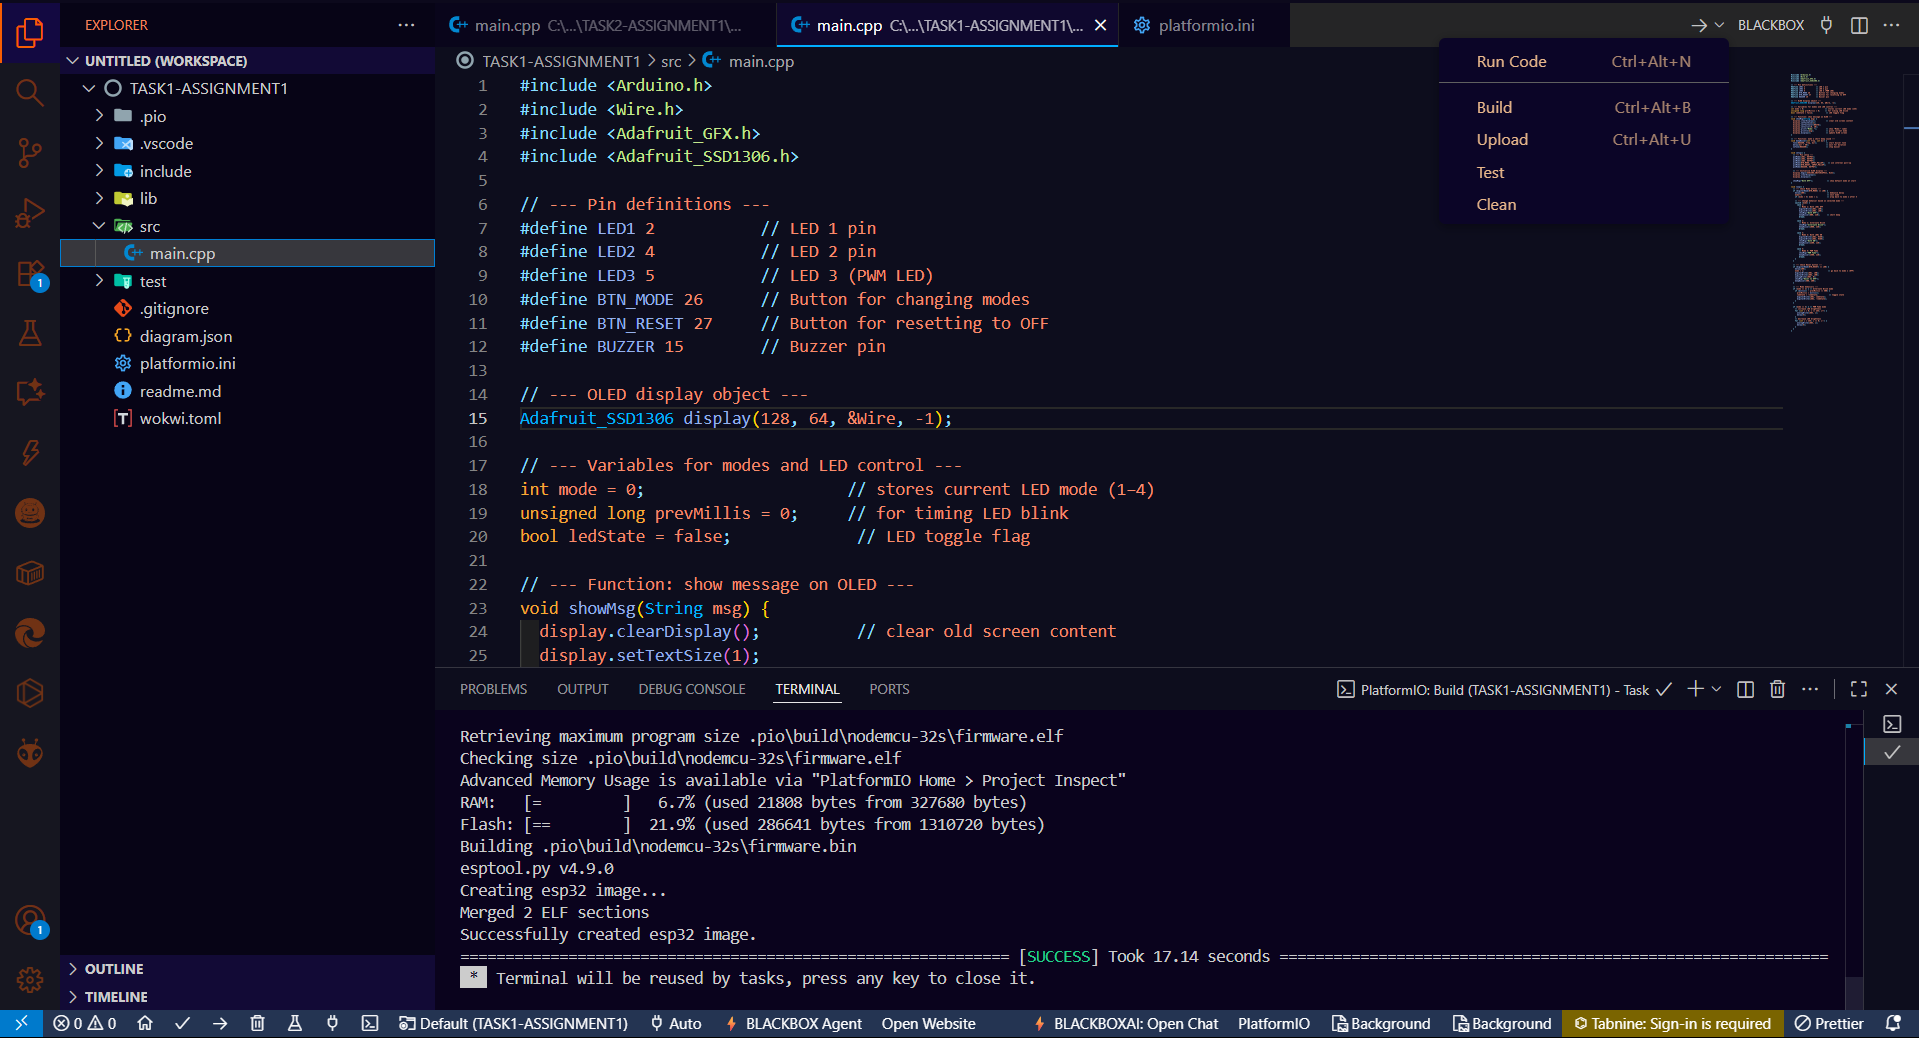 EXPLORER
UNTITLED (WORKSPACE)
TASK1-ASSIGNMENT1
.pio
.vscode
include
lib
src
main.cpp
test
.gitignore
diagram.json
platformio.ini
readme.md
wokwi.toml
OUTLINE
TIMELINE
1
1
main.cpp C:\...\TASK2-ASSIGNMENT1\...
main.cpp C:\...\TASK1-ASSIGNMENT1\...
platformio.ini
BLACKBOX
Run Code Ctrl+Alt+N
Build Ctrl+Alt+B
Upload Ctrl+Alt+U
Test
Clean
TASK1-ASSIGNMENT1 > src > main.cpp
1 #include <Arduino.h>
2 #include <Wire.h>
3 #include <Adafruit_GFX.h>
4 #include <Adafruit_SSD1306.h>
5
6 // --- Pin definitions ---
7 #define LED1 2 // LED 1 pin
8 #define LED2 4 // LED 2 pin
9 #define LED3 5 // LED 3 (PWM LED)
10 #define BTN_MODE 26 // Button for changing modes
11 #define BTN_RESET 27 // Button for resetting to OFF
12 #define BUZZER 15 // Buzzer pin
13
14 // --- OLED display object ---
15 Adafruit_SSD1306 display(128, 64, &Wire, -1);
16
17 // --- Variables for modes and LED control ---
18 int mode = 0; // stores current LED mode (1–4)
19 unsigned long prevMillis = 0; // for timing LED blink
20 bool ledState = false; // LED toggle flag
21
22 // --- Function: show message on OLED ---
23 void showMsg(String msg) {
24 display.clearDisplay(); // clear old screen content
25 display.setTextSize(1);
PROBLEMS OUTPUT DEBUG CONSOLE TERMINAL PORTS
PlatformIO: Build (TASK1-ASSIGNMENT1) - Task
Retrieving maximum program size .pio\build\nodemcu-32s\firmware.elf
Checking size .pio\build\nodemcu-32s\firmware.elf
Advanced Memory Usage is available via "PlatformIO Home > Project Inspect"
RAM: [= ] 6.7% (used 21808 bytes from 327680 bytes)
Flash: [== ] 21.9% (used 286641 bytes from 1310720 bytes)
Building .pio\build\nodemcu-32s\firmware.bin
esptool.py v4.9.0
Creating esp32 image...
Merged 2 ELF sections
Successfully created esp32 image.
============================================================= [SUCCESS] Took 17.14 seconds =============================================================
* Terminal will be reused by tasks, press any key to close it.
0 0 Default (TASK1-ASSIGNMENT1) Auto BLACKBOX Agent Open Website BLACKBOXAI: Open Chat PlatformIO Background Background Tabnine: Sign-in is required Prettier